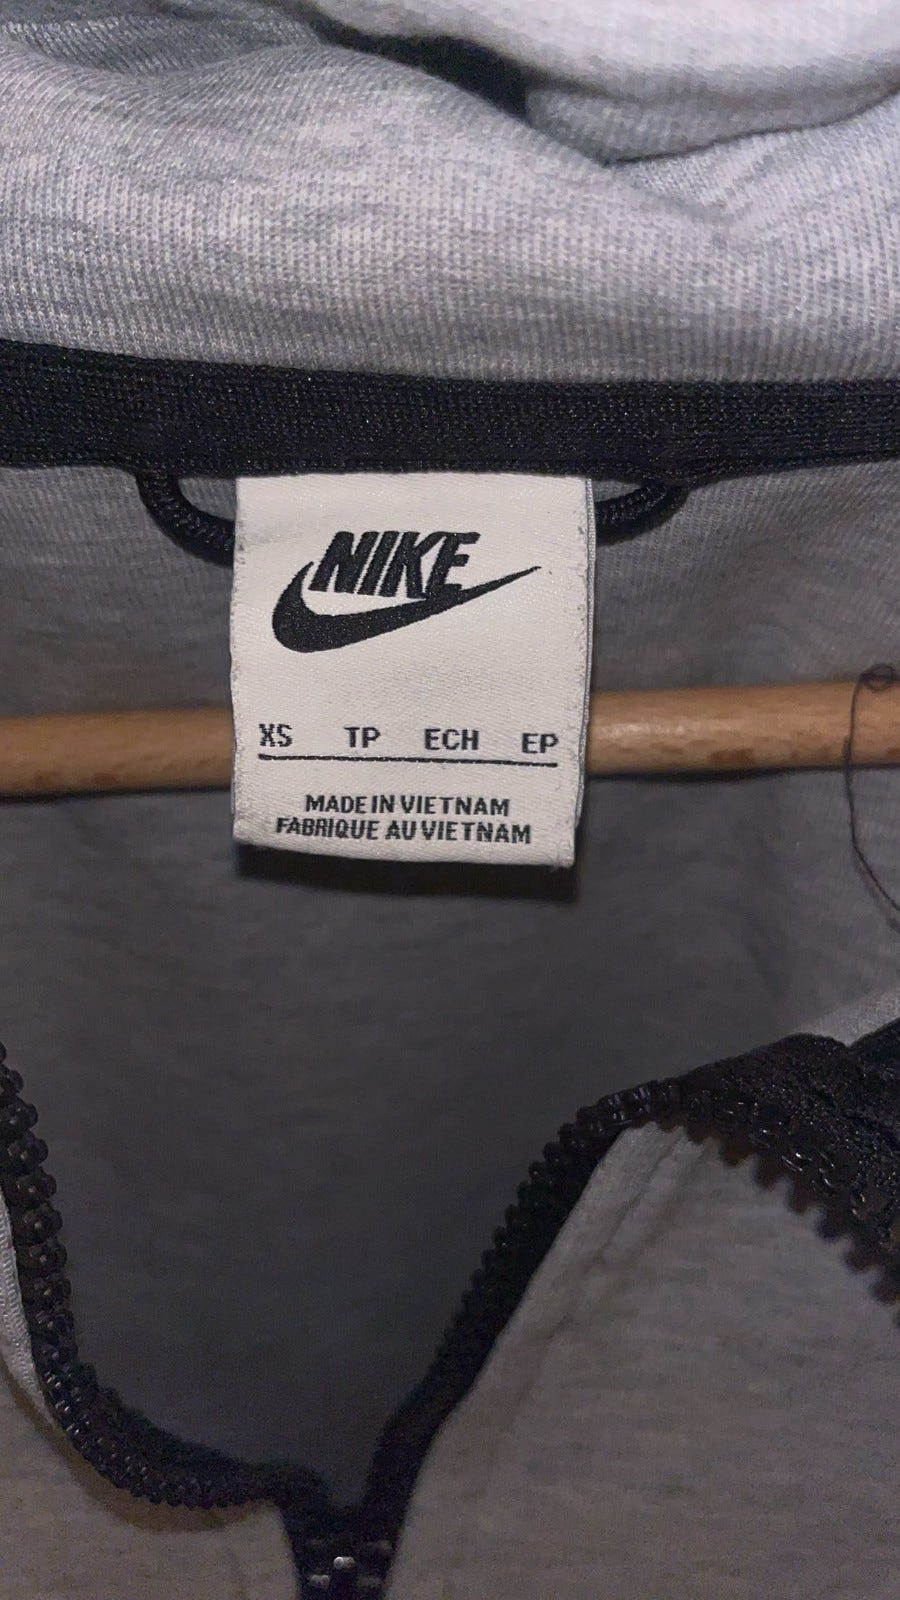 NIKE
XS TP ECH EP
MADE IN VIETNAM
FABRIQUE AU VIETNAM